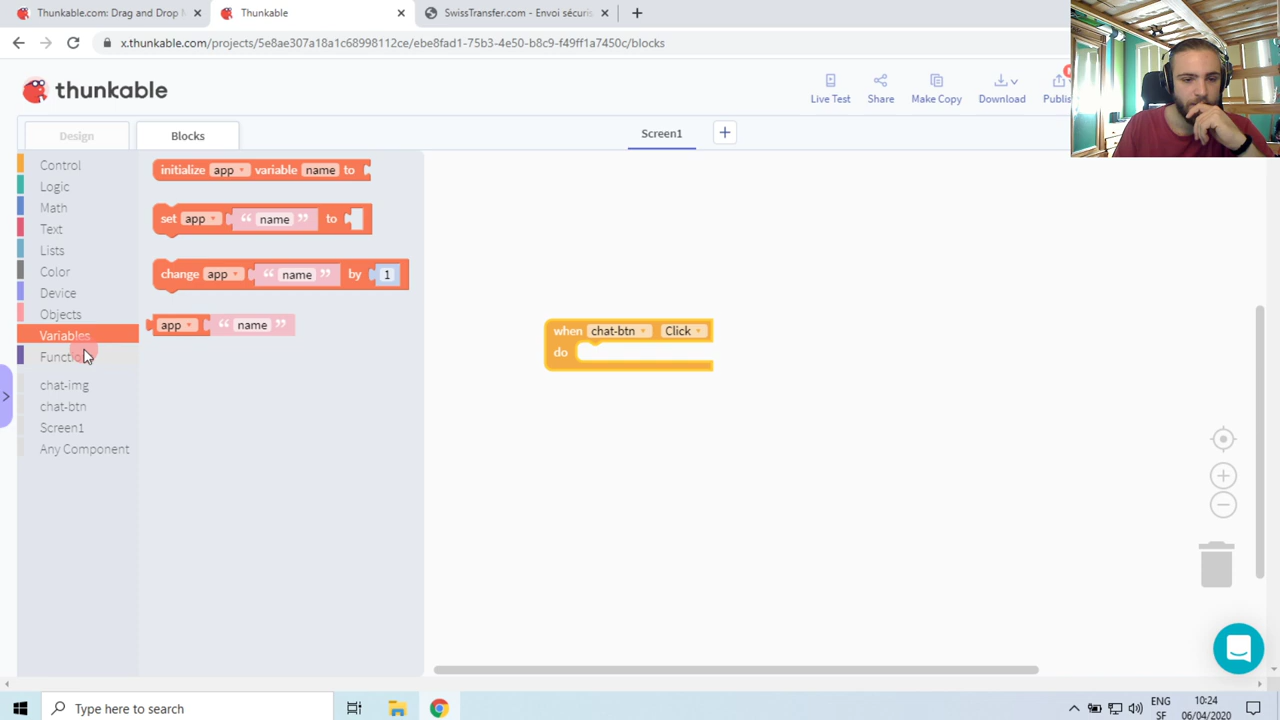 Thunkable.com: Drag and Drop
Thunkable
SwissTransfer.com - Envoi sécuris
x.thunkable.com/projects/5e8ae307a18a1c68998112ce/ebe8fad1-75b3-4e50-b8c9-f49ff1a7450c/blocks
thunkable
Live Test
Share
Make Copy
Download
Publis
Design
Blocks
Screen1
Control
Logic
Math
Text
Lists
Color
Device
Objects
Variables
Functio
chat-img
chat-btn
Screen1
Any Component
initialize app variable name to
set app “ name ” to
change app “ name ” by 1
app “ name ”
when chat-btn Click
do
Type here to search
ENG
SF
10:24
06/04/2020